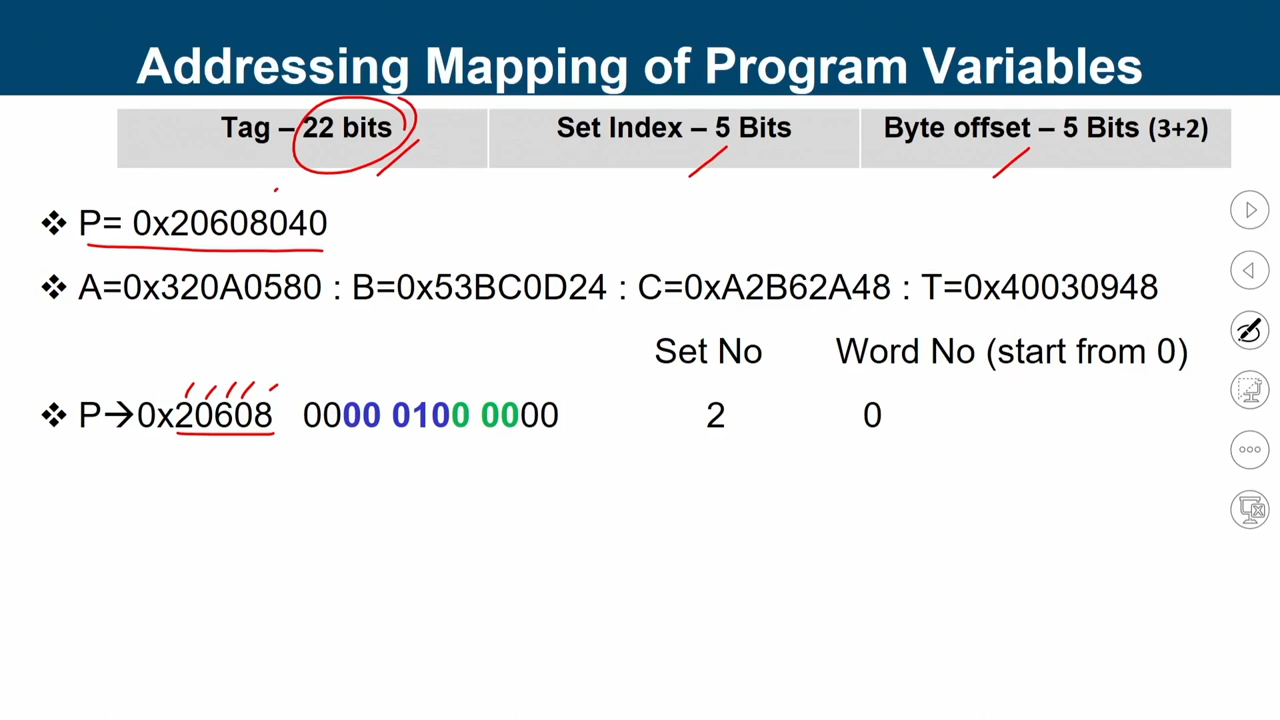 Addressing Mapping of Program Variables
Tag – 22 bits Set Index – 5 Bits Byte offset – 5 Bits (3+2)
❖ P= 0x20608040
❖ A=0x320A0580 : B=0x53BC0D24 : C=0xA2B62A48 : T=0x40030948
Set No Word No (start from 0)
❖ P→0x20608 0000 0100 0000 2 0